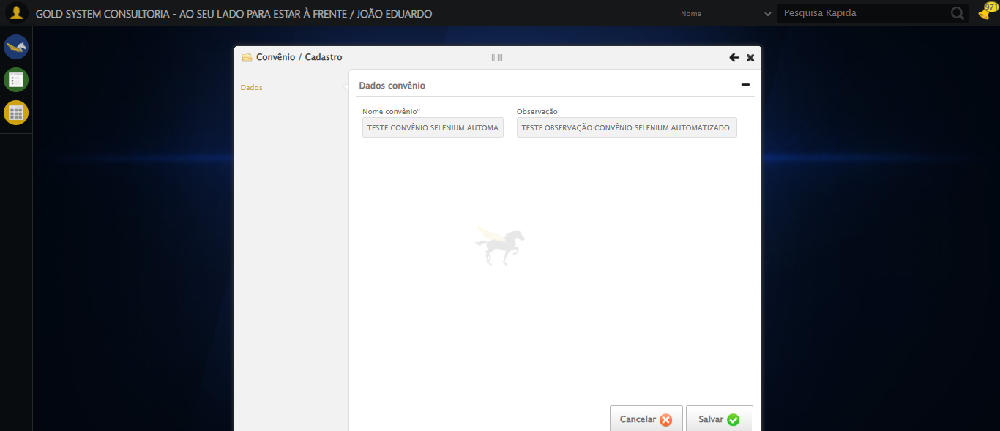 GOLD SYSTEM CONSULTORIA - AO SEU LADO PARA ESTAR À FRENTE / JOÃO EDUARDO
Nome
Pesquisa Rapida
971
Convênio / Cadastro
Dados
Dados convênio
Nome convênio*
Observação
TESTE CONVÊNIO SELENIUM AUTOMA
TESTE OBSERVAÇÃO CONVÊNIO SELENIUM AUTOMATIZADO
Cancelar
Salvar